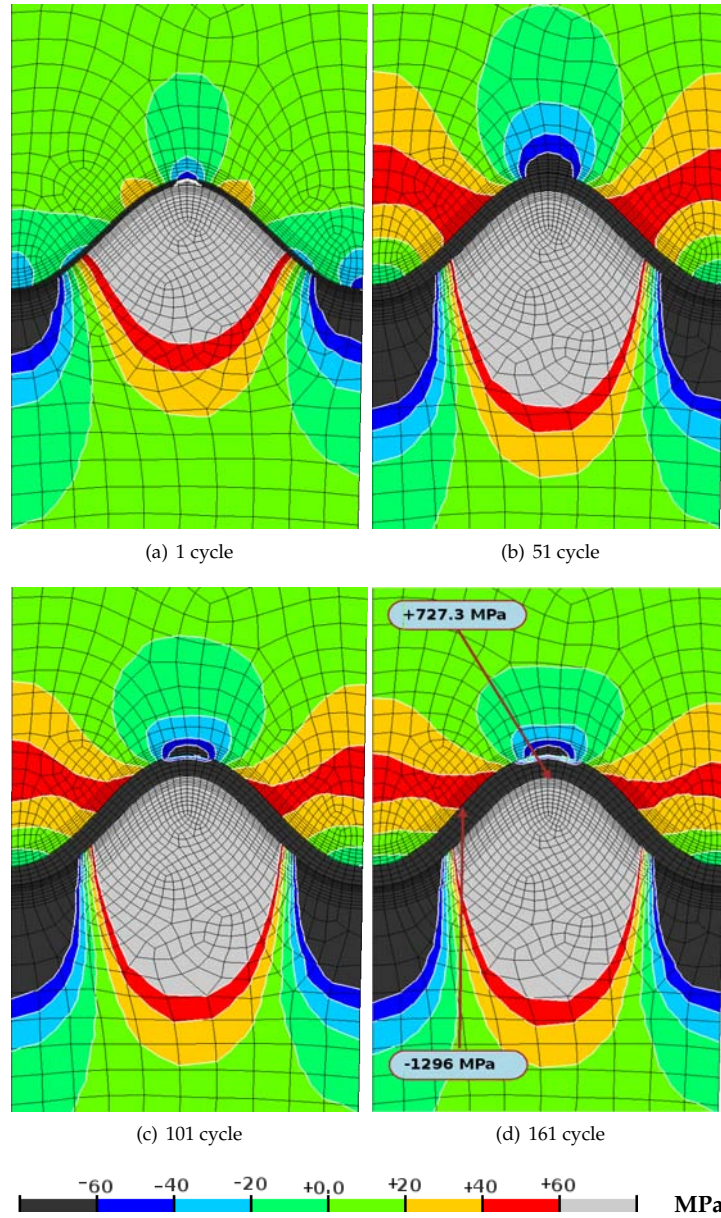 (a) 1 cycle
(b) 51 cycle
+727.3 MPa
-1296 MPa
(c) 101 cycle
(d) 161 cycle
−60 −40 −20 +0.0 +20 +40 +60 MPa